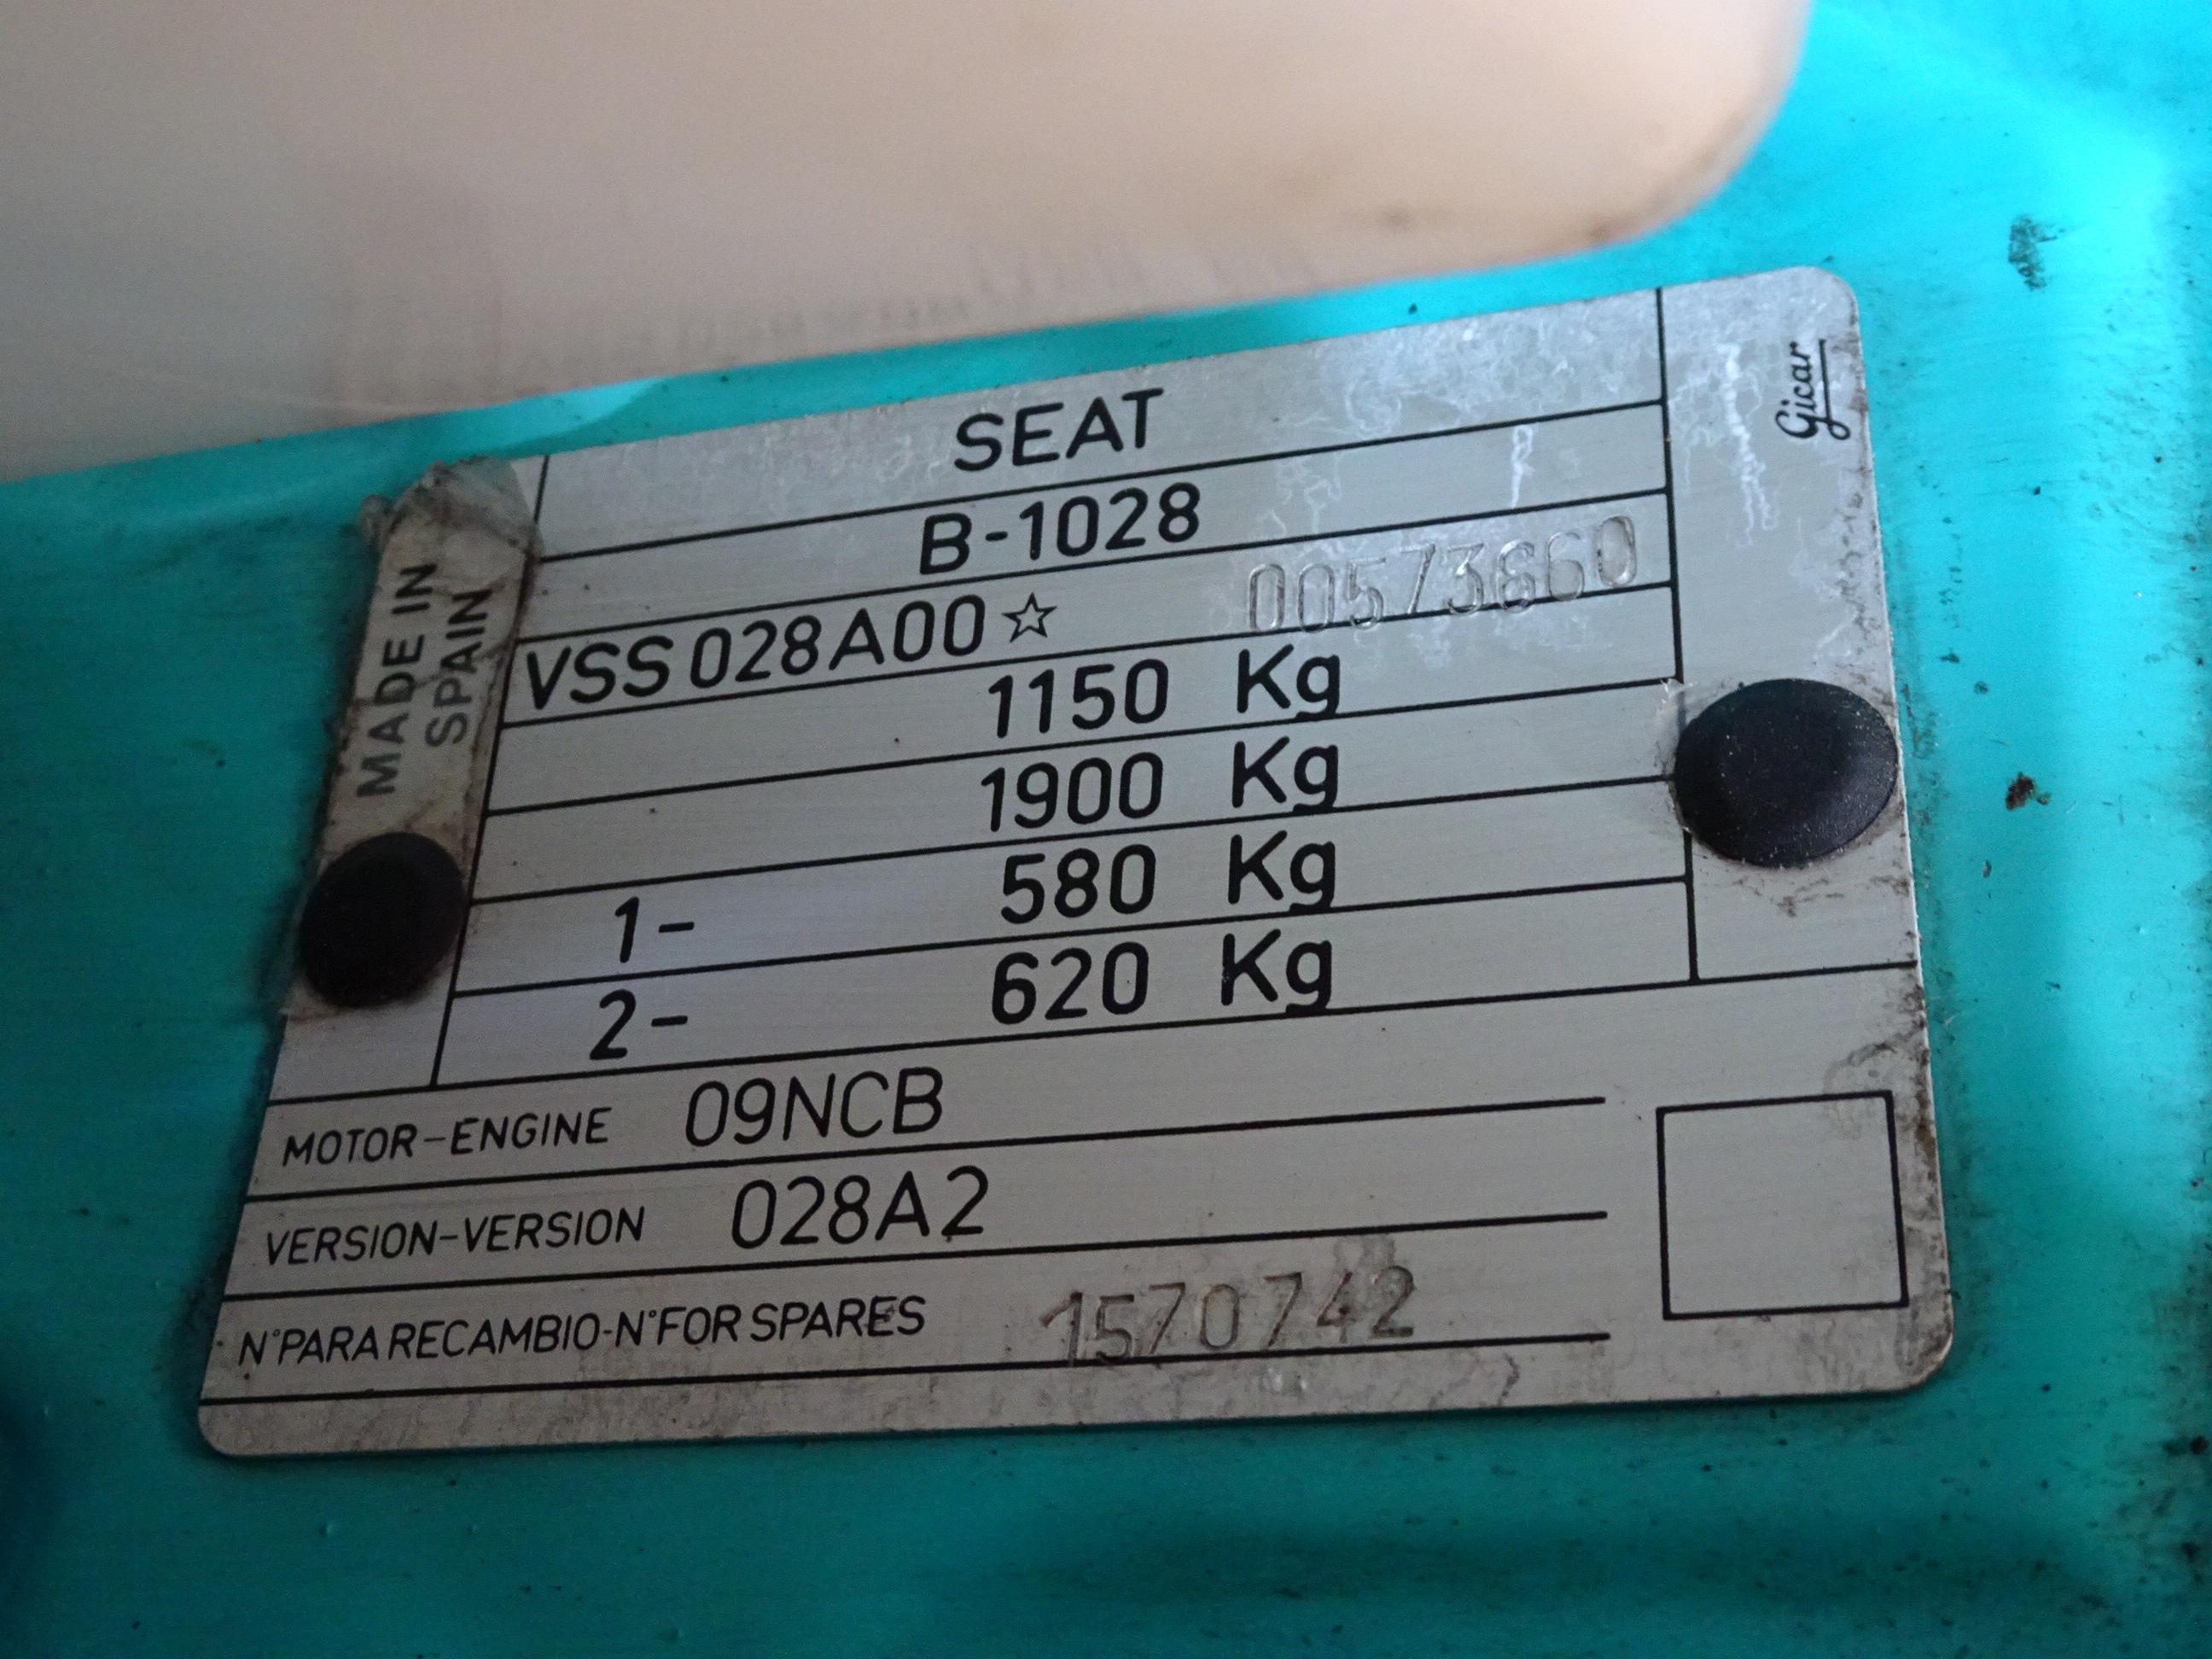 SEAT
Gicar
B-1028
MADE IN
SPAIN
VSS 028A00☆ 00573660
1150 Kg
1900 Kg
1- 580 Kg
2- 620 Kg
MOTOR-ENGINE 09NCB
VERSION-VERSION 028A2
N°PARA RECAMBIO-N°FOR SPARES 1570742